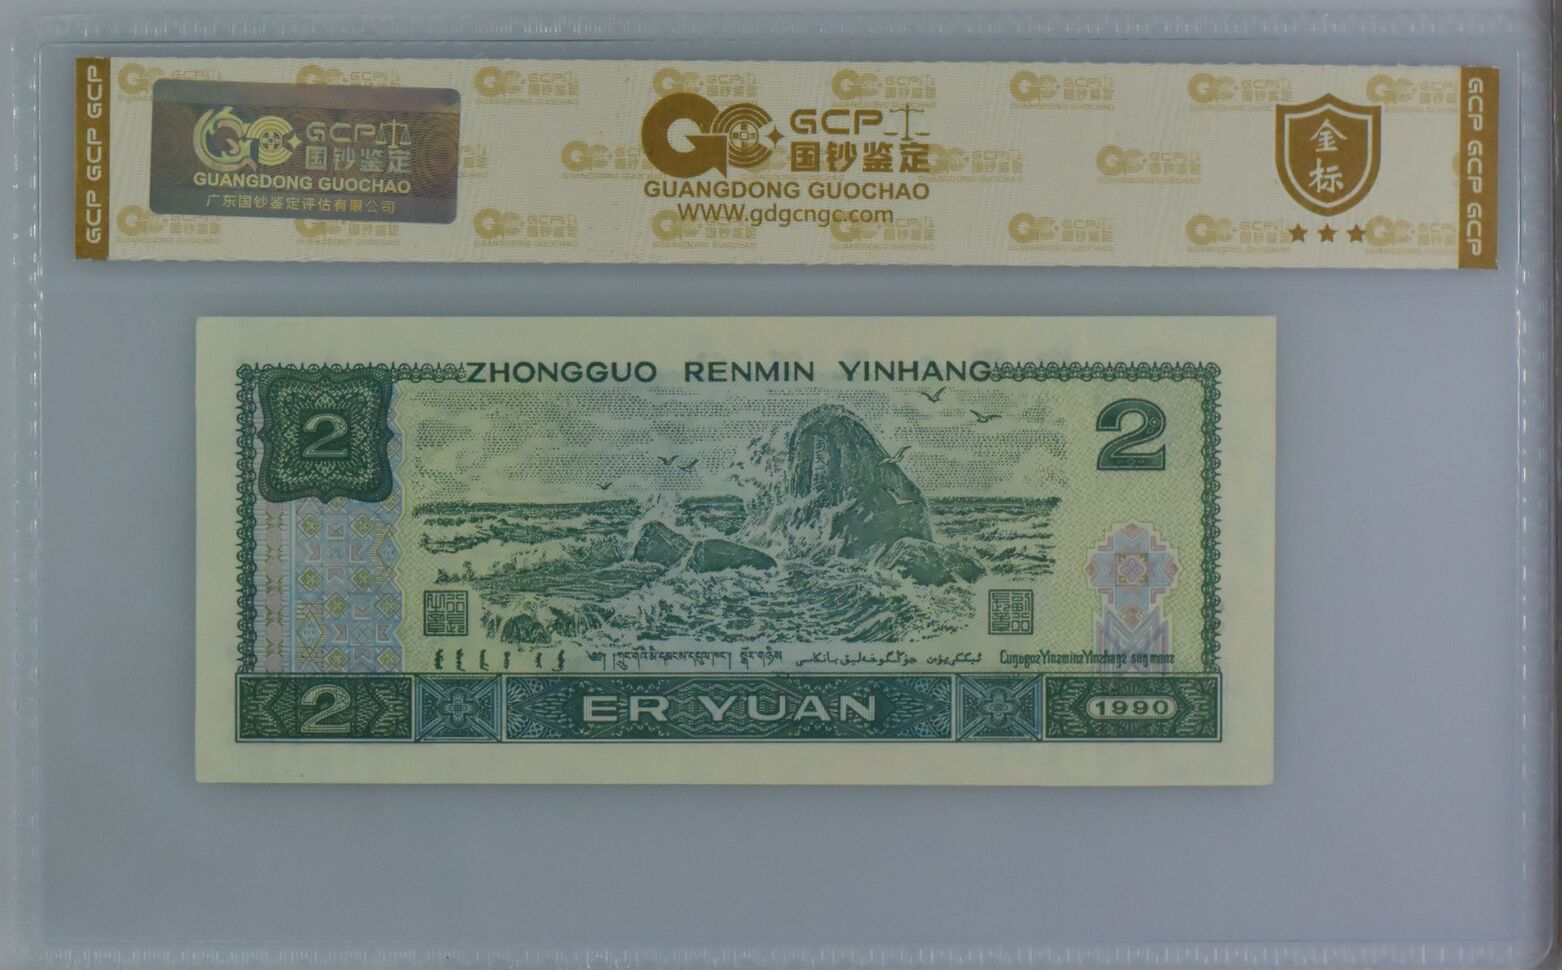 GCP GCP GCP
GCP
国钞鉴定
GUANGDONG GUOCHAO
广东国钞鉴定评估有限公司
GCP
国钞鉴定
GUANGDONG GUOCHAO
WWW.gdgcngc.com
金
标
GCP GCP GCP
ZHONGGUO RENMIN YINHANG
2
2
2
ER YUAN
1990